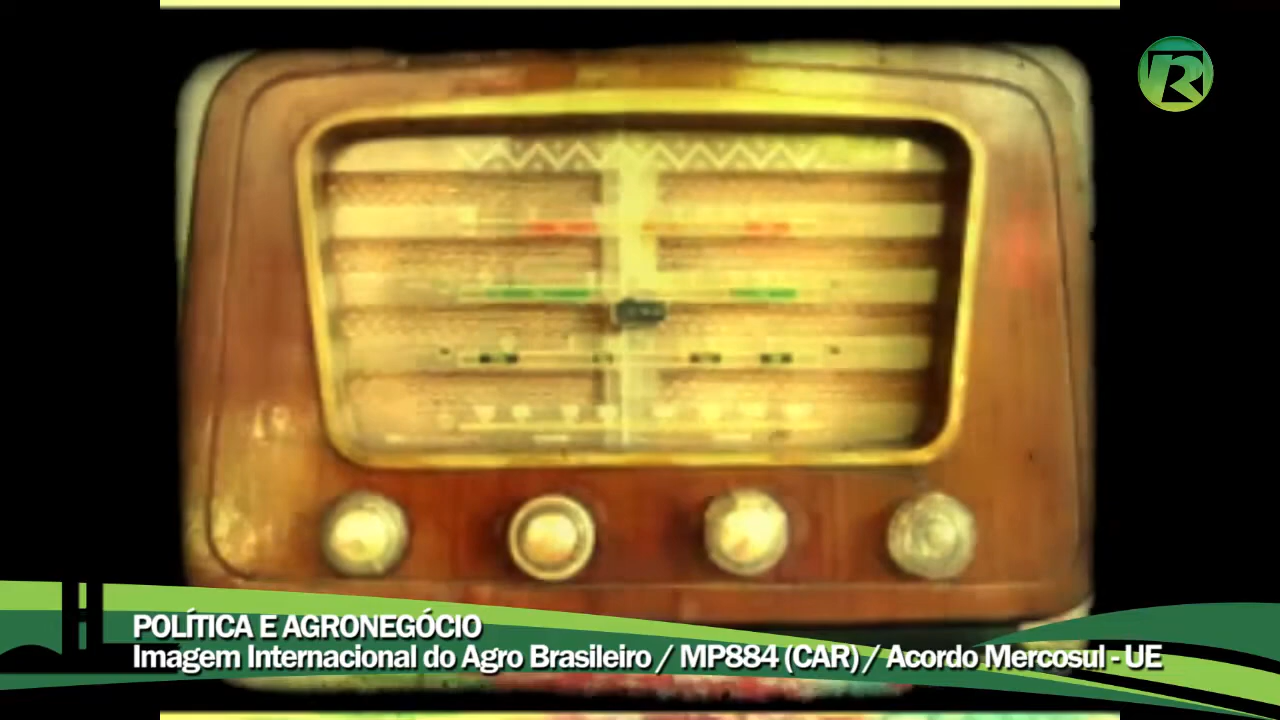 R
POLÍTICA E AGRONEGÓCIO
Imagem Internacional do Agro Brasileiro / MP884 (CAR) / Acordo Mercosul - UE